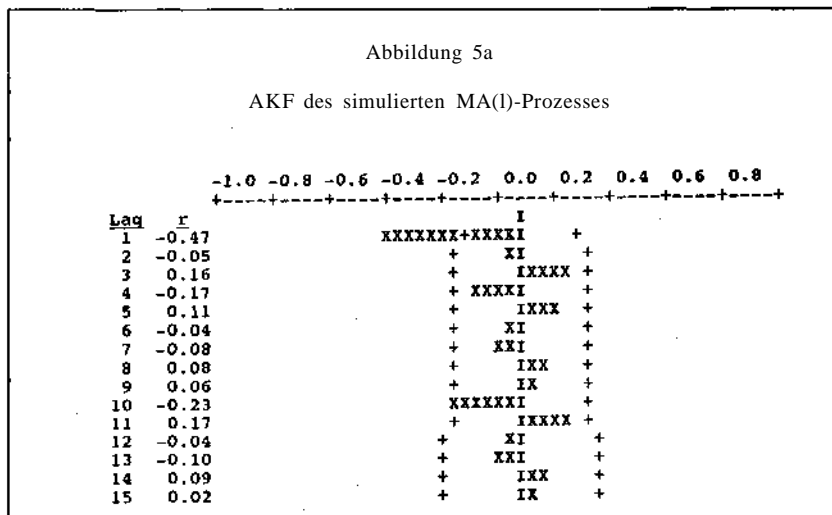 Abbildung 5a
AKF des simulierten MA(l)-Prozesses
-1.0 -0.8 -0.6 -0.4 -0.2 0.0 0.2 0.4 0.6 0.8
+----+----+----+----+----+----+----+----+----+----+
I
Lag r
1 -0.47 XXXXXXX+XXXXI +
2 -0.05 + XI +
3 0.16 + IXXXX +
4 -0.17 + XXXXI +
5 0.11 + IXXX +
6 -0.04 + XI +
7 -0.08 + XXI +
8 0.08 + IXX +
9 0.06 + IX +
10 -0.23 XXXXXXI +
11 0.17 + IXXXX +
12 -0.04 + XI +
13 -0.10 + XXI +
14 0.09 + IXX +
15 0.02 + IX +